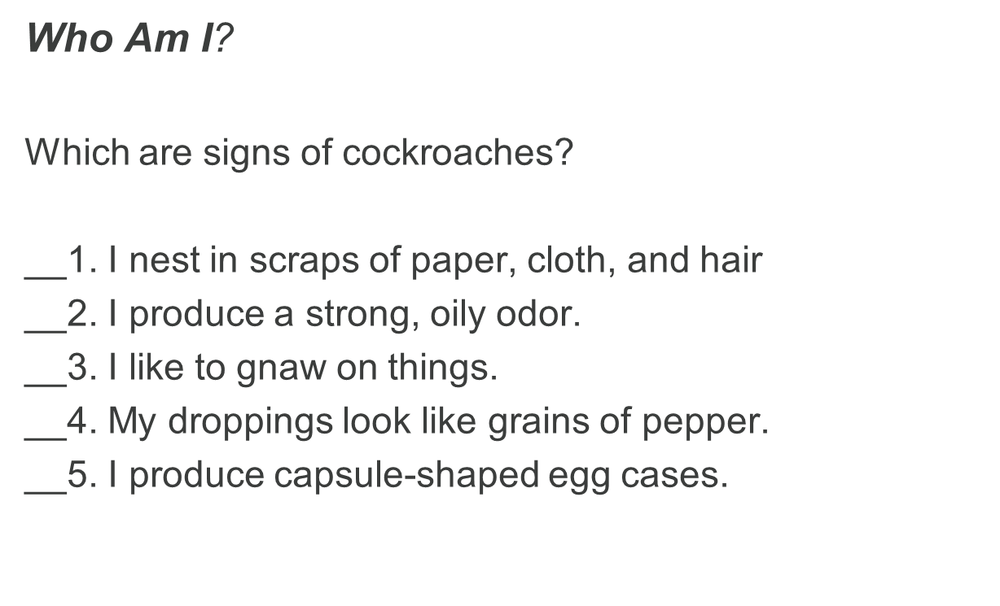 Who Am I?
Which are signs of cockroaches?
__1. I nest in scraps of paper, cloth, and hair
__2. I produce a strong, oily odor.
__3. I like to gnaw on things.
__4. My droppings look like grains of pepper.
__5. I produce capsule-shaped egg cases.